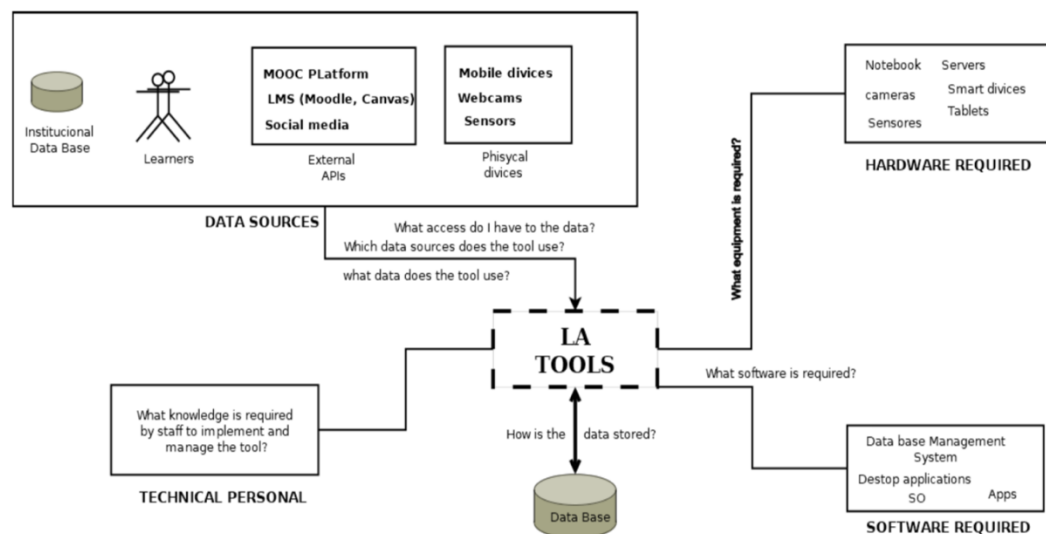 MOOC PLatform
LMS (Moodle, Canvas)
Social media
Mobile divices
Webcams
Sensors
Institucional
Data Base
Learners
External
APIs
Phisycal
divices
DATA SOURCES
Notebook
Servers
cameras
Smart divices
Tablets
Sensores
HARDWARE REQUIRED
What equipment is required?
What access do I have to the data?
Which data sources does the tool use?
what data does the tool use?
LA
TOOLS
What software is required?
What knowledge is required
by staff to implement and
manage the tool?
TECHNICAL PERSONAL
How is the data stored?
Data Base
Data base Management
System
Destop applications
SO
Apps
SOFTWARE REQUIRED